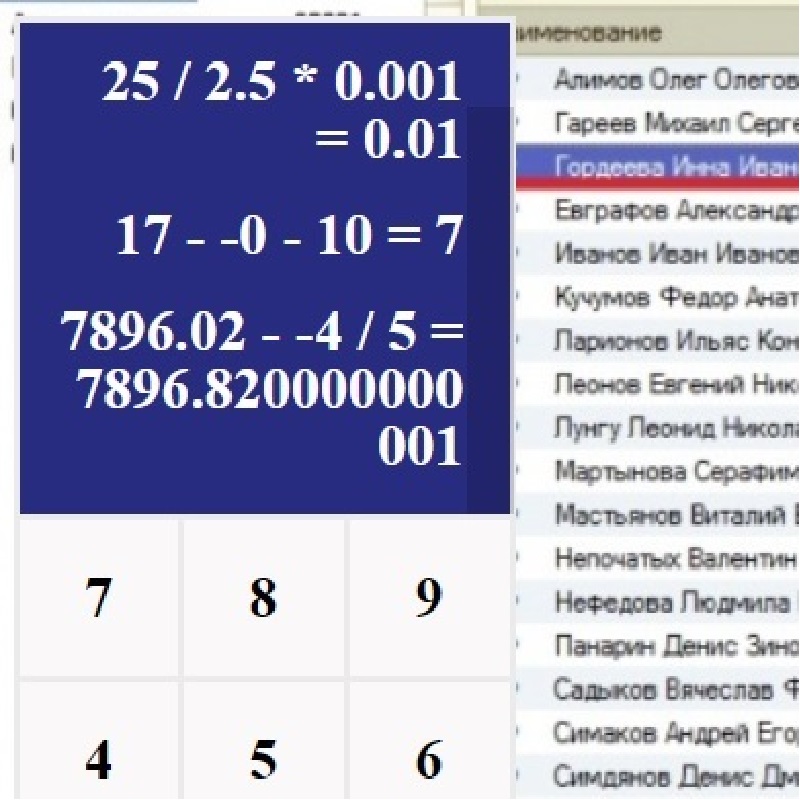 25 / 2.5 * 0.001
= 0.01
17 - -0 - 10 = 7
7896.02 - -4 / 5 =
7896.820000000
001
7 8 9
4 5 6
именование
Алимов Олег Олегов
Гареев Михаил Серге
Гордеева Инна Иван
Евграфов Александр
Иванов Иван Иванов
Кучумов Федор Анат
Ларионов Ильяс Кон
Леонов Евгений Ник
Лунгу Леонид Никола
Мартынова Серафим
Мастьянов Виталий В
Непочатых Валентин
Нефедова Людмила
Панарин Денис Зино
Садыков Вячеслав Ф
Симаков Андрей Его
Симдянов Денис Дм